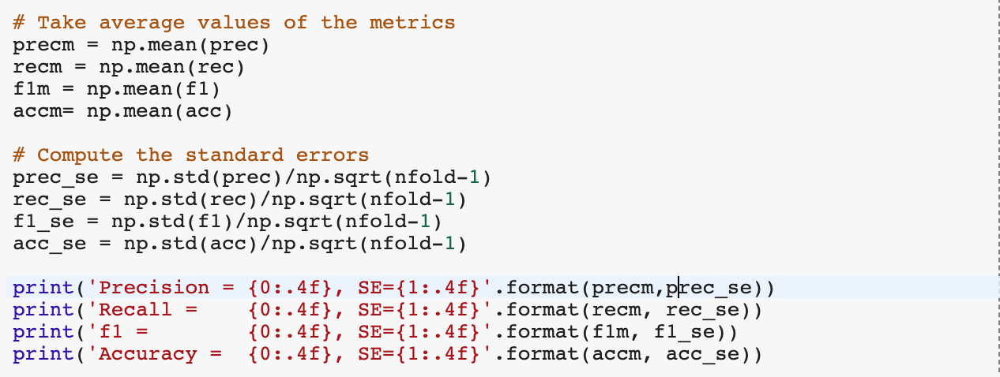 # Take average values of the metrics
precm = np.mean(prec)
recm = np.mean(rec)
f1m = np.mean(f1)
accm= np.mean(acc)

# Compute the standard errors
prec_se = np.std(prec)/np.sqrt(nfold-1)
rec_se = np.std(rec)/np.sqrt(nfold-1)
f1_se = np.std(f1)/np.sqrt(nfold-1)
acc_se = np.std(acc)/np.sqrt(nfold-1)

print('Precision = {0:.4f}, SE={1:.4f}'.format(precm,prec_se))
print('Recall =    {0:.4f}, SE={1:.4f}'.format(recm, rec_se))
print('f1 =        {0:.4f}, SE={1:.4f}'.format(f1m, f1_se))
print('Accuracy =  {0:.4f}, SE={1:.4f}'.format(accm, acc_se))